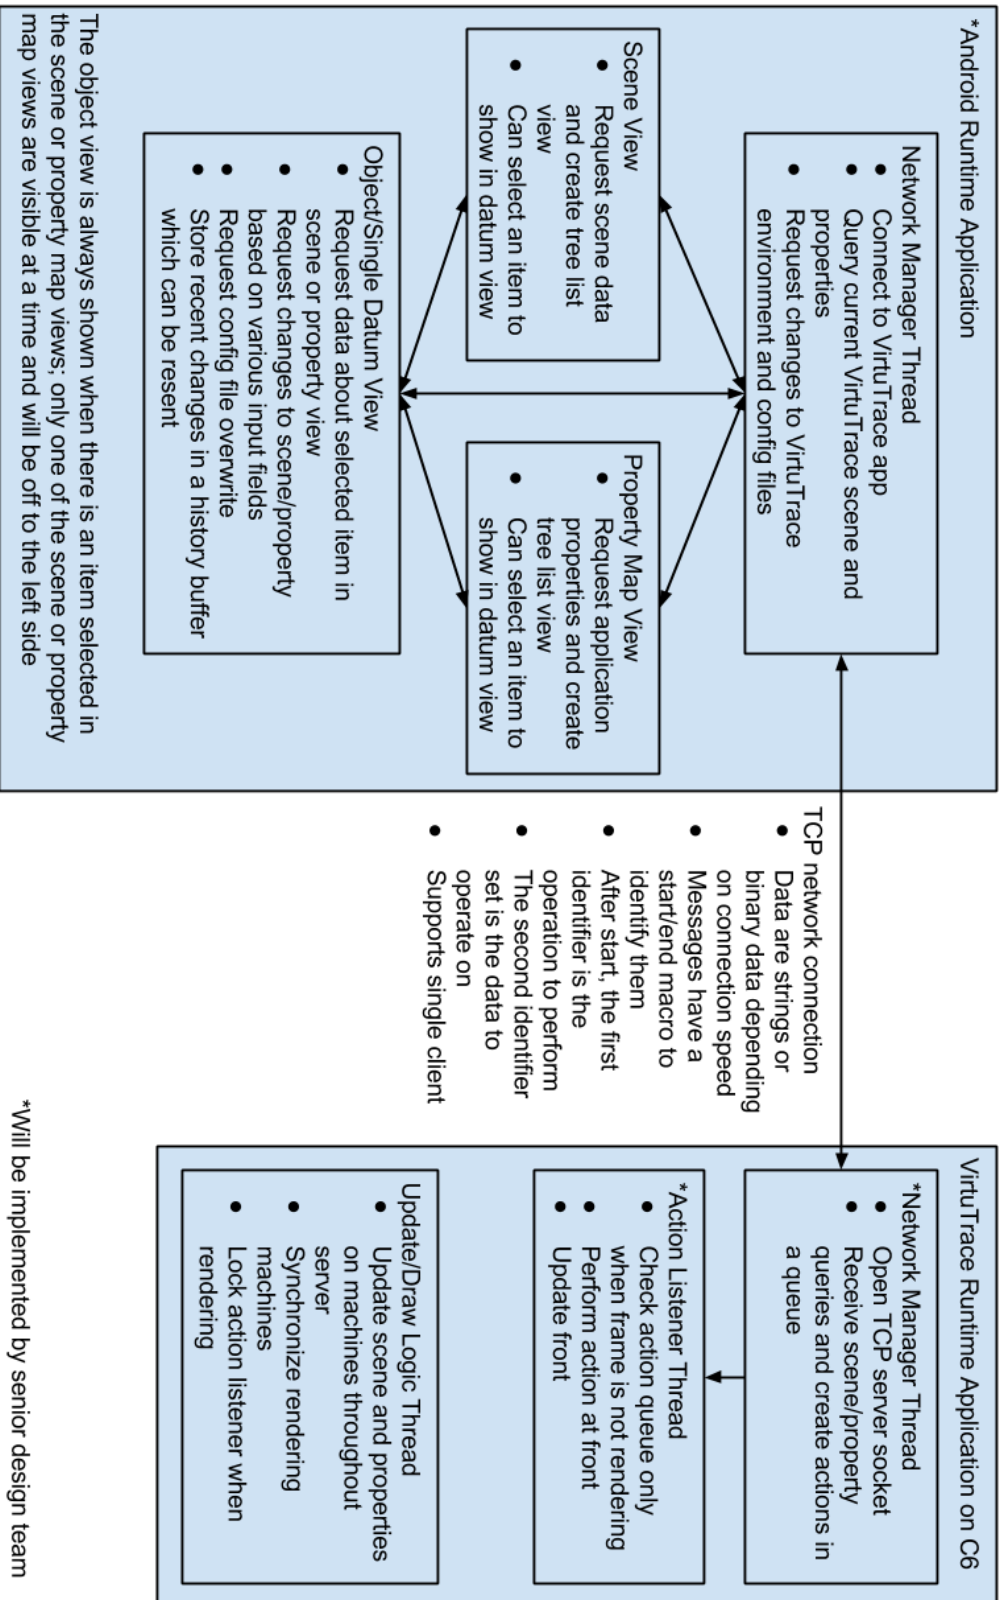 *Android Runtime Application
Network Manager Thread
● Connect to VirtuTrace app
● Query current VirtuTrace scene and
properties
● Request changes to VirtuTrace
environment and config files
Scene View
● Request scene data
and create tree list
view
● Can select an item to
show in datum view
Property Map View
● Request application
properties and create
tree list view
● Can select an item to
show in datum view
Object/Single Datum View
● Request data about selected item in
scene or property view
● Request changes to scene/property
based on various input fields
● Request config file overwrite
● Store recent changes in a history buffer
which can be resent
The object view is always shown when there is an item selected in
the scene or property map views; only one of the scene or property
map views are visible at a time and will be off to the left side
TCP network connection
● Data are strings or
binary data depending
on connection speed
● Messages have a
start/end macro to
identify them
● After start, the first
identifier is the
operation to perform
● The second identifier
set is the data to
operate on
● Supports single client
VirtuTrace Runtime Application on C6
*Network Manager Thread
● Open TCP server socket
● Receive scene/property
queries and create actions in
a queue
*Action Listener Thread
● Check action queue only
when frame is not rendering
● Perform action at front
● Update front
Update/Draw Logic Thread
● Update scene and properties
on machines throughout
server
● Synchronize rendering
machines
● Lock action listener when
rendering
*Will be implemented by senior design team